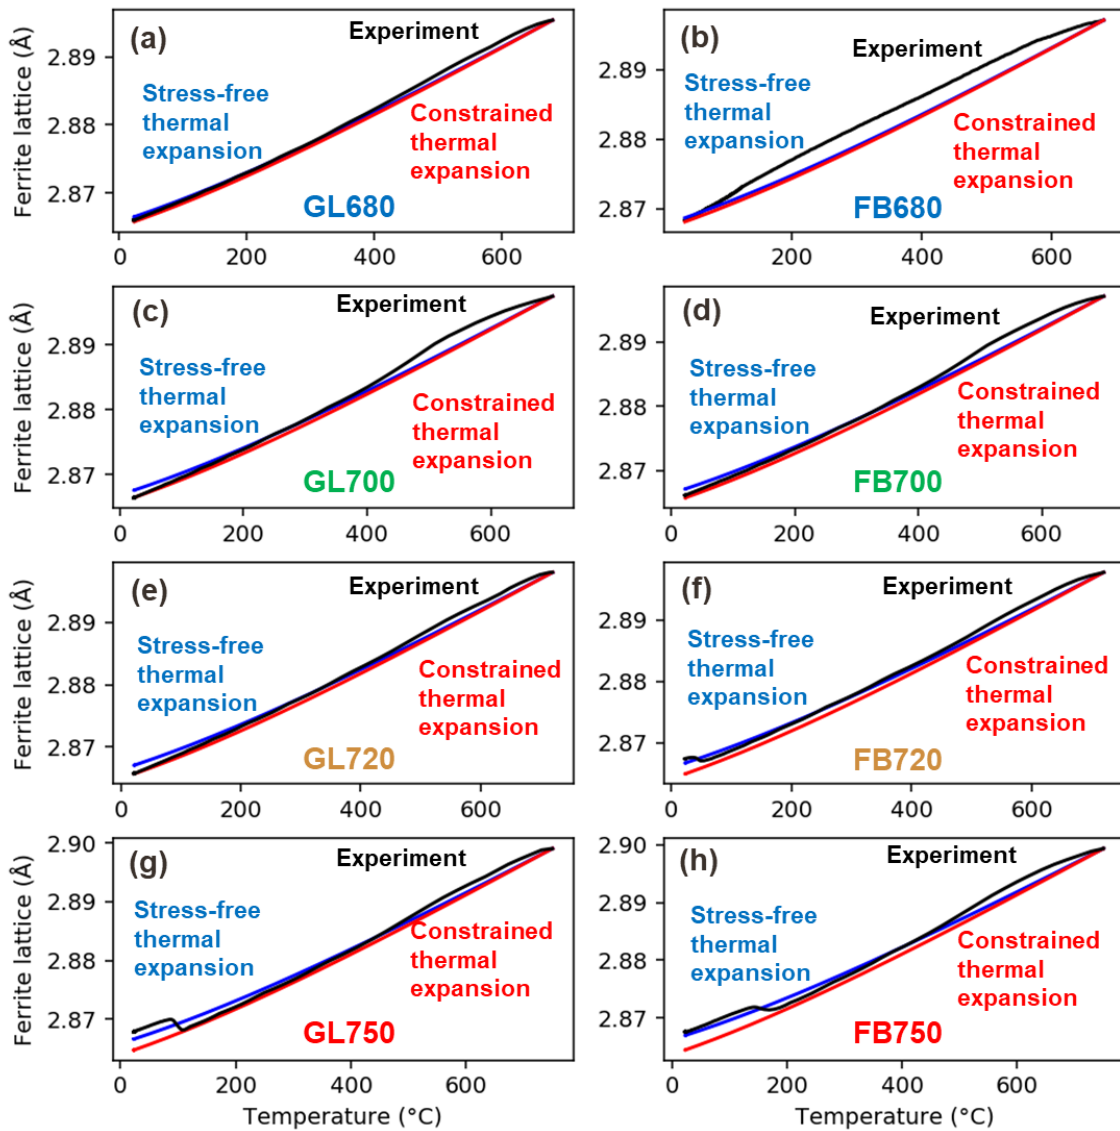 (a)
Experiment
Stress-free
thermal
expansion
Constrained
thermal
expansion
GL680
Ferrite lattice (Å)
2.89
2.88
2.87
0
200
400
600
(b)
Experiment
Stress-free
thermal
expansion
Constrained
thermal
expansion
FB680
2.89
2.88
2.87
200
400
600
(c)
Experiment
Stress-free
thermal
expansion
Constrained
thermal
expansion
GL700
Ferrite lattice (Å)
2.89
2.88
2.87
0
200
400
600
(d)
Experiment
Stress-free
thermal
expansion
Constrained
thermal
expansion
FB700
2.89
2.88
2.87
0
200
400
600
(e)
Experiment
Stress-free
thermal
expansion
Constrained
thermal
expansion
GL720
Ferrite lattice (Å)
2.89
2.88
2.87
0
200
400
600
(f)
Experiment
Stress-free
thermal
expansion
Constrained
thermal
expansion
FB720
2.89
2.88
2.87
0
200
400
600
(g)
Experiment
Stress-free
thermal
expansion
Constrained
thermal
expansion
GL750
Ferrite lattice (Å)
2.90
2.89
2.88
2.87
0
200
400
600
Temperature (°C)
(h)
Experiment
Stress-free
thermal
expansion
Constrained
thermal
expansion
FB750
2.90
2.89
2.88
2.87
0
200
400
600
Temperature (°C)